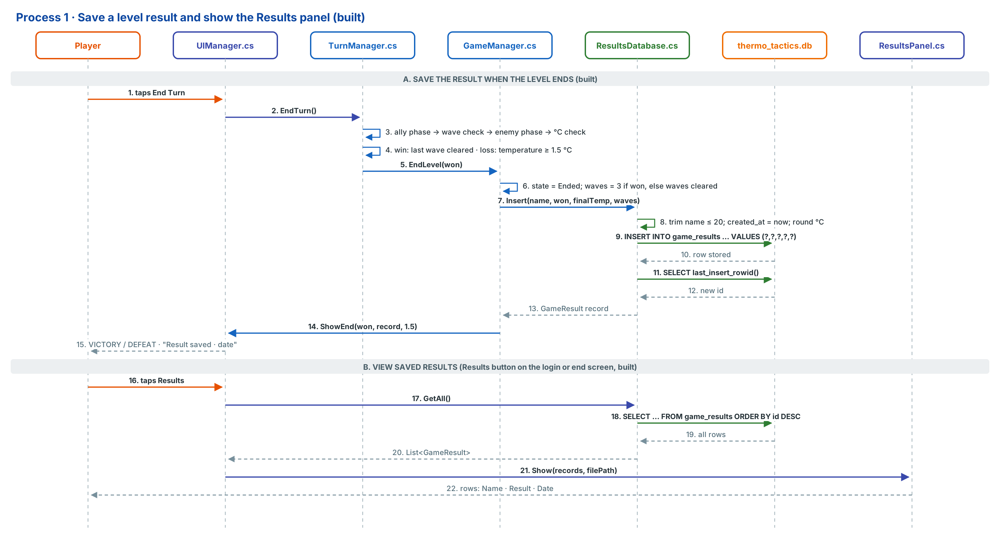 Process 1 · Save a level result and show the Results panel (built)
Player
UIManager.cs
TurnManager.cs
GameManager.cs
ResultsDatabase.cs
thermo_tactics.db
ResultsPanel.cs
A. SAVE THE RESULT WHEN THE LEVEL ENDS (built)
1. taps End Turn
2. EndTurn()
3. ally phase → wave check → enemy phase → °C check
4. win: last wave cleared · loss: temperature ≥ 1.5 °C
5. EndLevel(won)
6. state = Ended; waves = 3 if won, else waves cleared
7. Insert(name, won, finalTemp, waves)
8. trim name ≤ 20; created_at = now; round °C
9. INSERT INTO game_results ... VALUES (?,?,?,?,?)
10. row stored
11. SELECT last_insert_rowid()
12. new id
13. GameResult record
14. ShowEnd(won, record, 1.5)
15. VICTORY / DEFEAT · "Result saved · date"
B. VIEW SAVED RESULTS (Results button on the login or end screen, built)
16. taps Results
17. GetAll()
18. SELECT ... FROM game_results ORDER BY id DESC
19. all rows
20. List<GameResult>
21. Show(records, filePath)
22. rows: Name · Result · Date